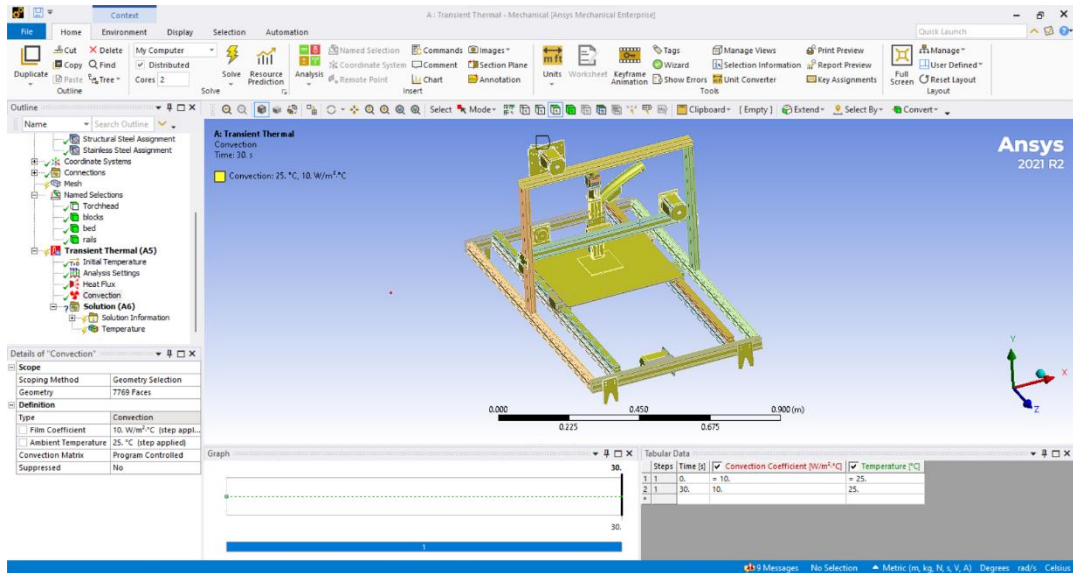 Context
A : Transient Thermal - Mechanical [Ansys Mechanical Enterprise]
File Home Environment Display Selection Automation
Quick Launch
Duplicate
Cut
Copy
Paste
Delete
Find
Tree
Outline
My Computer
Distributed
Cores 2
Solve
Resource Prediction
Solve
Analysis
Named Selection
Coordinate System
Remote Point
Commands
Comment
Chart
Images
Section Plane
Annotation
Insert
Units
Worksheet
Keyframe Animation
Tags
Wizard
Show Errors
Manage Views
Selection Information
Unit Converter
Print Preview
Report Preview
Key Assignments
Tools
Full Screen
Manage
User Defined
Reset Layout
Layout
Outline
Name
Search Outline
Select Mode
Clipboard [ Empty ] Extend Select By Convert
Structural Steel Assignment
Stainless Steel Assignment
Coordinate Systems
Connections
Mesh
Named Selections
Torchhead
blocks
bed
rails
Transient Thermal (A5)
Initial Temperature
Analysis Settings
Heat Flux
Convection
Solution (A6)
Solution Information
Temperature
A: Transient Thermal
Convection
Time: 30. s
Convection: 25. °C, 10. W/m²·°C
Ansys
2021 R2
Y
X
Z
0.000 0.450 0.900 (m)
0.225 0.675
Details of "Convection"
Scope
Scoping Method Geometry Selection
Geometry 7769 Faces
Definition
Type Convection
Film Coefficient 10. W/m²·°C (step appl...
Ambient Temperature 25. °C (step applied)
Convection Matrix Program Controlled
Suppressed No
Graph
30.
0.
30.
1
Tabular Data
Steps Time [s] Convection Coefficient [W/m²·°C] Temperature [°C]
1 1 0. = 10. = 25.
2 1 30. 10. 25.
*
9 Messages No Selection Metric (m, kg, N, s, V, A) Degrees rad/s Celsius